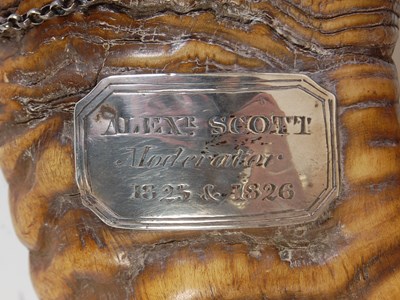 ALEXR. SCOTT
Moderator
1825 & 1826